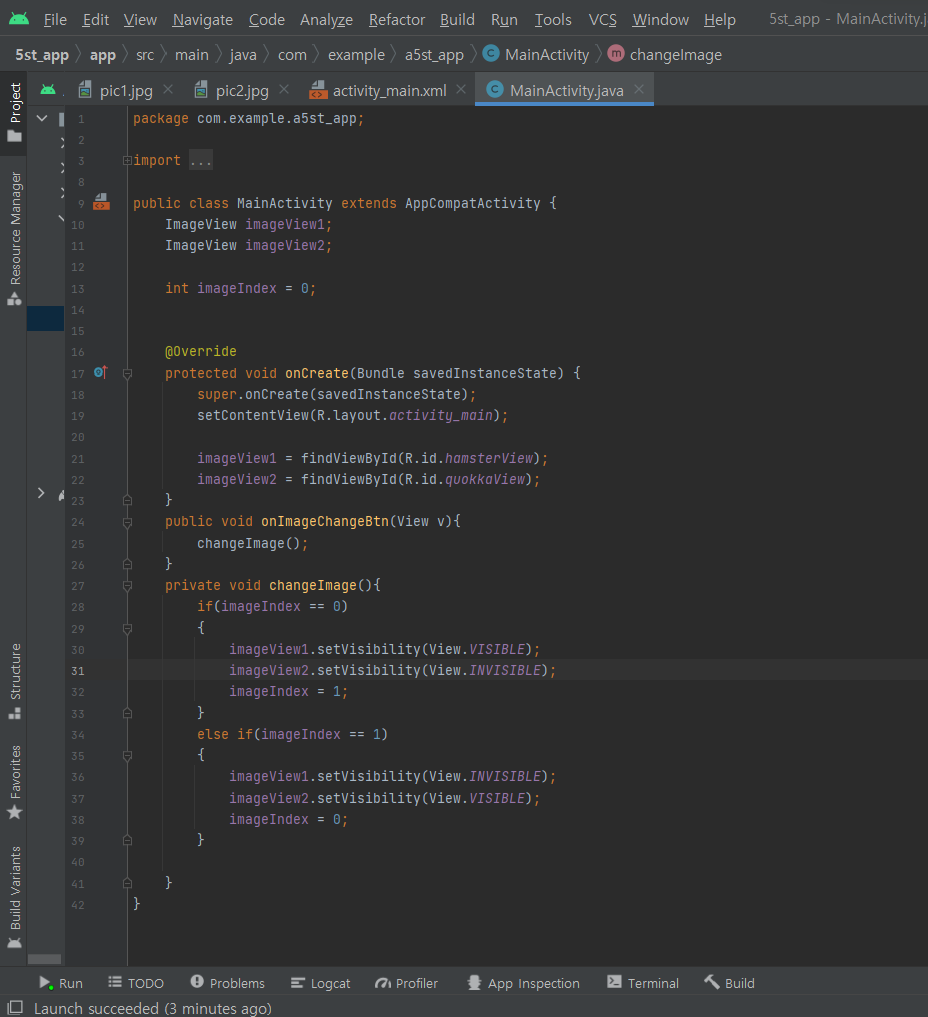 File Edit View Navigate Code Analyze Refactor Build Run Tools VCS Window Help 5st_app - MainActivity.j
5st_app app src main java com example a5st_app C MainActivity m changeImage
pic1.jpg pic2.jpg activity_main.xml C MainActivity.java
Project
Resource Manager
Structure
Favorites
Build Variants
1 package com.example.a5st_app;
2
3 import ...
8
9 public class MainActivity extends AppCompatActivity {
10 ImageView imageView1;
11 ImageView imageView2;
12
13 int imageIndex = 0;
14
15
16 @Override
17 protected void onCreate(Bundle savedInstanceState) {
18 super.onCreate(savedInstanceState);
19 setContentView(R.layout.activity_main);
20
21 imageView1 = findViewById(R.id.hamsterView);
22 imageView2 = findViewById(R.id.quokkaView);
23 }
24 public void onImageChangeBtn(View v){
25 changeImage();
26 }
27 private void changeImage(){
28 if(imageIndex == 0)
29 {
30 imageView1.setVisibility(View.VISIBLE);
31 imageView2.setVisibility(View.INVISIBLE);
32 imageIndex = 1;
33 }
34 else if(imageIndex == 1)
35 {
36 imageView1.setVisibility(View.INVISIBLE);
37 imageView2.setVisibility(View.VISIBLE);
38 imageIndex = 0;
39 }
40
41 }
42 }
Run TODO Problems Logcat Profiler App Inspection Terminal Build
Launch succeeded (3 minutes ago)